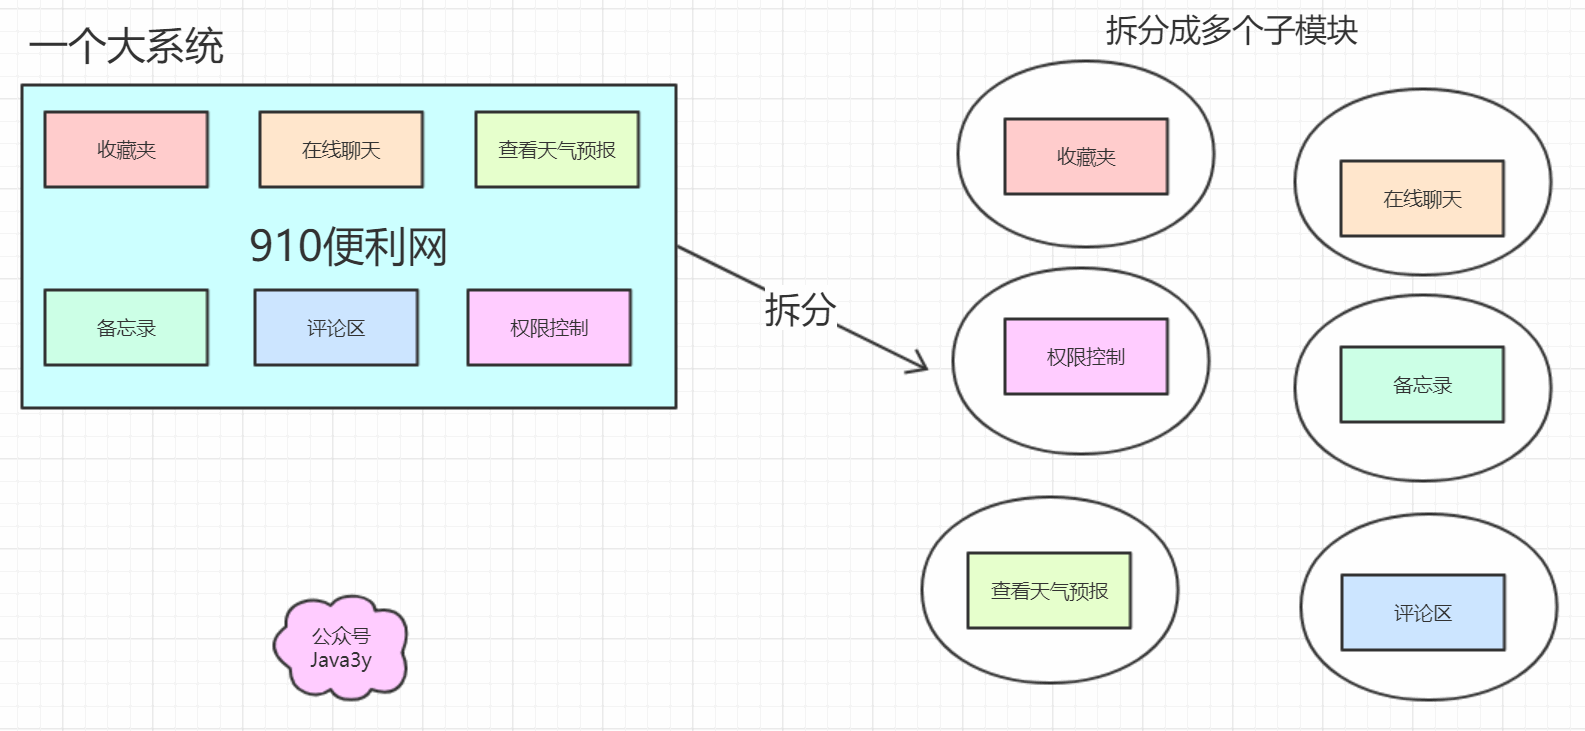 一个大系统
收藏夹
在线聊天
查看天气预报
910便利网
备忘录
评论区
权限控制
拆分
拆分成多个子模块
收藏夹
在线聊天
权限控制
备忘录
查看天气预报
评论区
公众号
Java3y